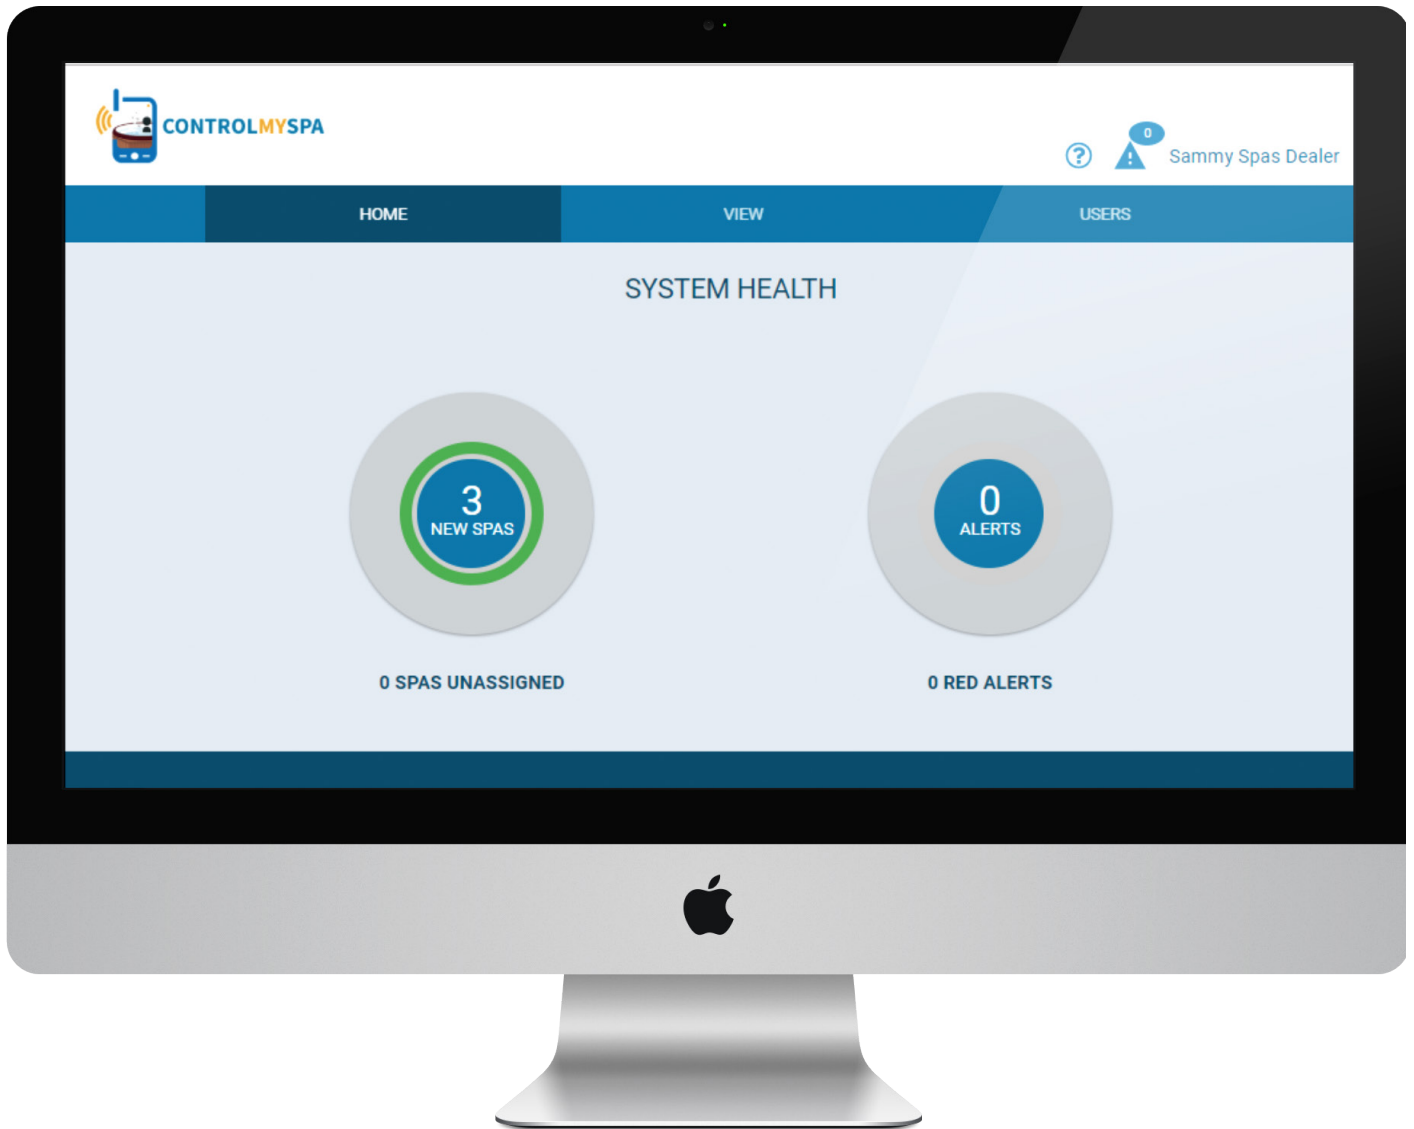 CONTROLMYSPA
0
Sammy Spas Dealer
HOME
VIEW
USERS
SYSTEM HEALTH
3
NEW SPAS
0
ALERTS
0 SPAS UNASSIGNED
0 RED ALERTS